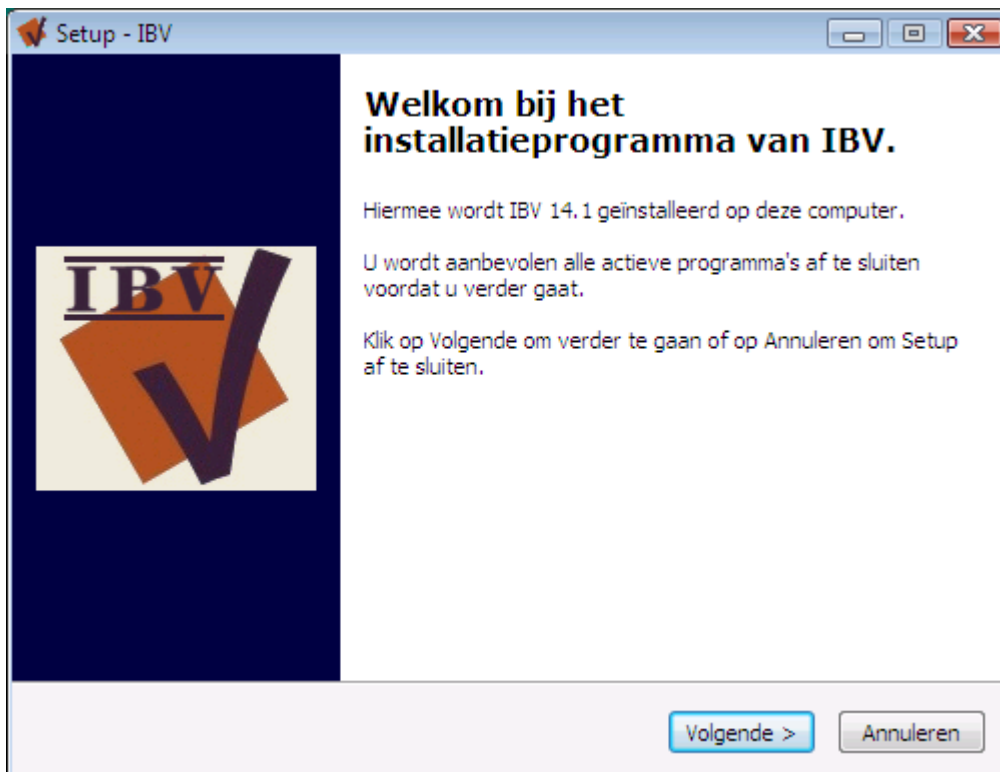 Setup - IBV
Welkom bij het
installatieprogramma van IBV.
Hiermee wordt IBV 14.1 geïnstalleerd op deze computer.
U wordt aanbevolen alle actieve programma's af te sluiten
voordat u verder gaat.
Klik op Volgende om verder te gaan of op Annuleren om Setup
af te sluiten.
IBV
Volgende >
Annuleren